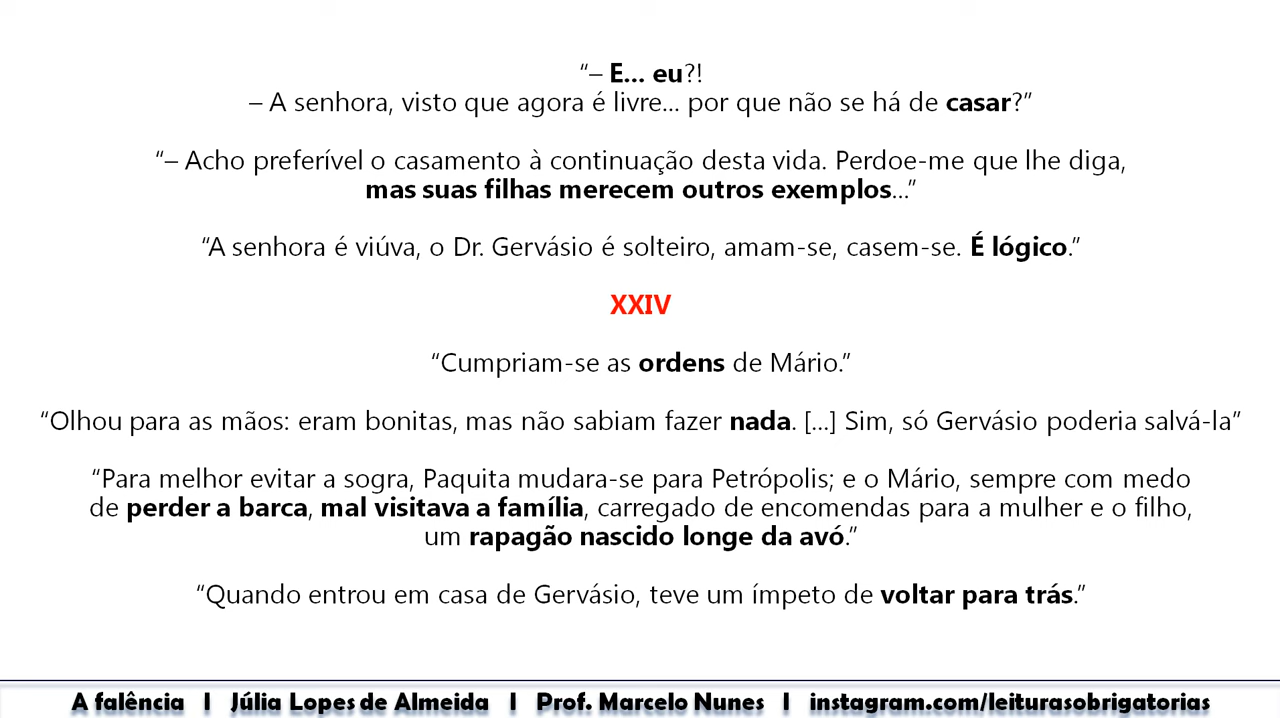 “– E... eu?!
– A senhora, visto que agora é livre... por que não se há de casar?”
“– Acho preferível o casamento à continuação desta vida. Perdoe-me que lhe diga,
mas suas filhas merecem outros exemplos...”
“A senhora é viúva, o Dr. Gervásio é solteiro, amam-se, casem-se. É lógico.”
XXIV
“Cumpriam-se as ordens de Mário.”
“Olhou para as mãos: eram bonitas, mas não sabiam fazer nada. [...] Sim, só Gervásio poderia salvá-la”
“Para melhor evitar a sogra, Paquita mudara-se para Petrópolis; e o Mário, sempre com medo
de perder a barca, mal visitava a família, carregado de encomendas para a mulher e o filho,
um rapagão nascido longe da avó.”
“Quando entrou em casa de Gervásio, teve um ímpeto de voltar para trás.”
A falência I Júlia Lopes de Almeida I Prof. Marcelo Nunes I instagram.com/leiturasobrigatorias